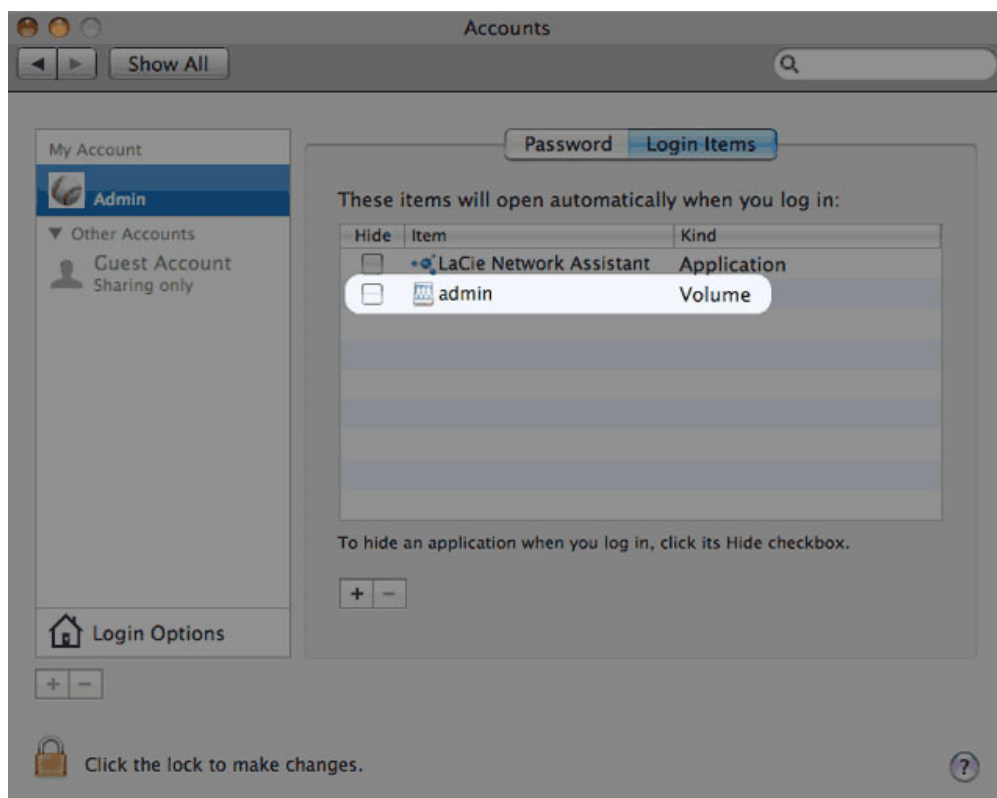 Accounts
Show All
My Account
Admin
Other Accounts
Guest Account
Sharing only
Login Options
Password Login Items
These items will open automatically when you log in:
Hide Item Kind
LaCie Network Assistant Application
admin Volume
To hide an application when you log in, click its Hide checkbox.
+ −
+ −
Click the lock to make changes.
?